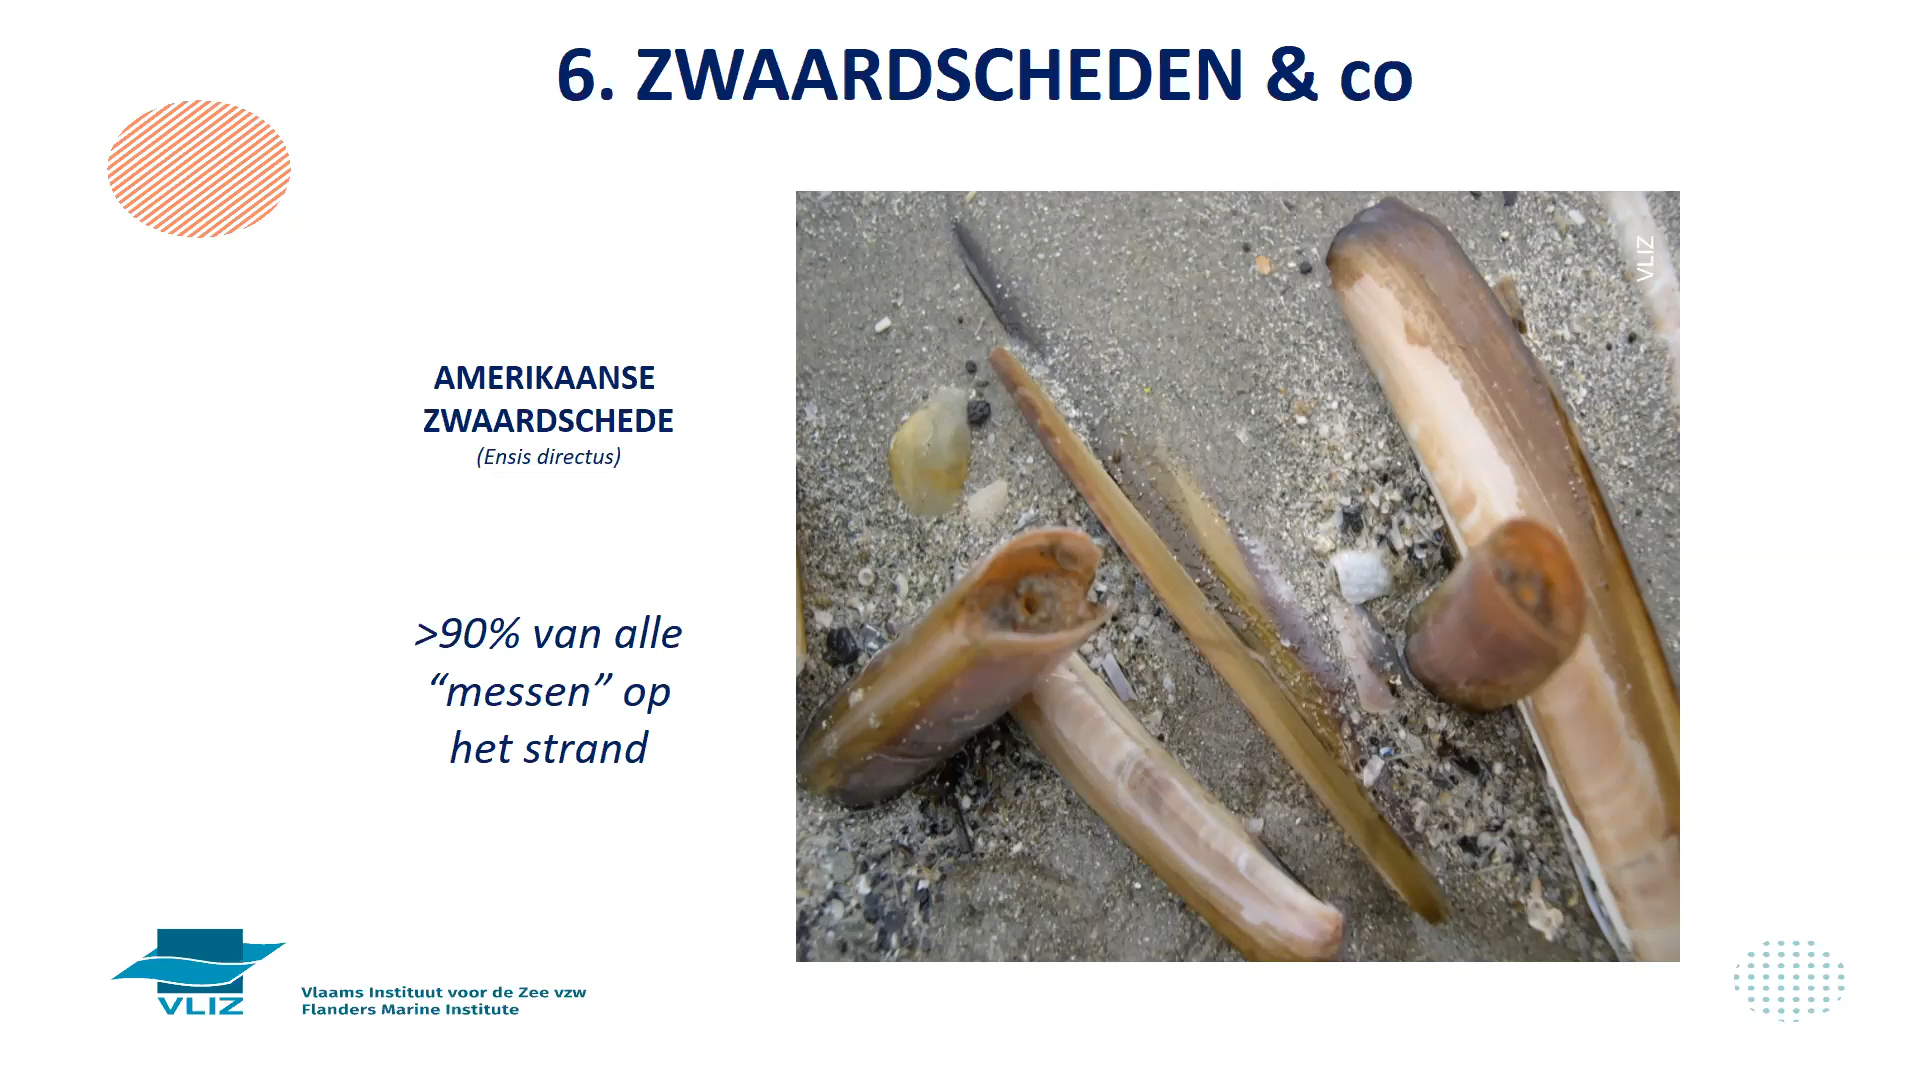 6. ZWAARDSCHEDEN & co
VLIZ
AMERIKAANSE
ZWAARDSCHEDE
(Ensis directus)
>90% van alle
“messen” op
het strand
VLIZ
Vlaams Instituut voor de Zee vzw
Flanders Marine Institute